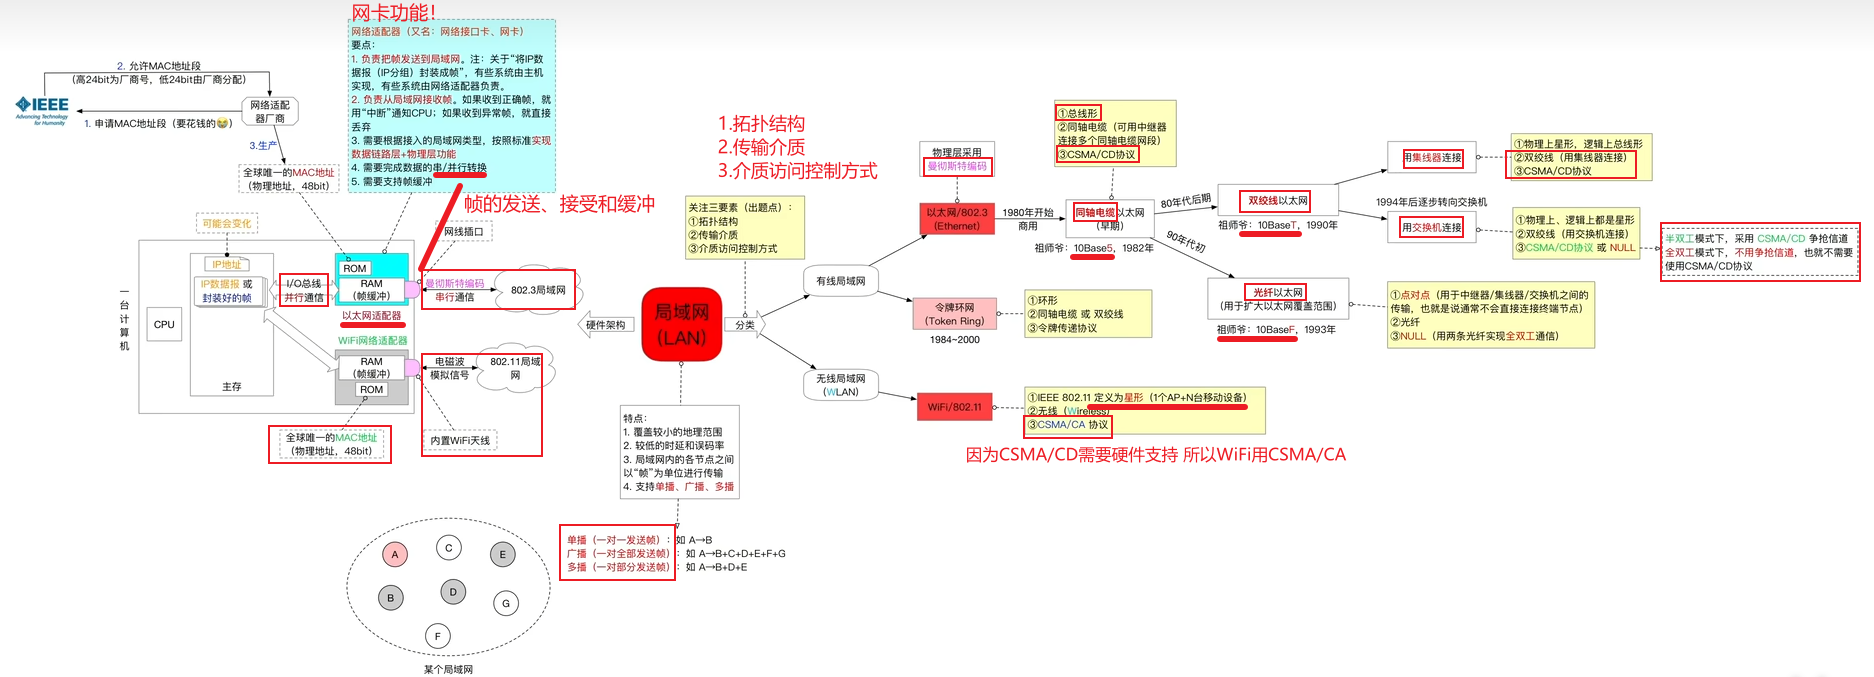 网卡功能!
网络适配器（又名：网络接口卡、网卡）
要点：
1. 负责把帧发送到局域网。注：关于“将IP数
据报（IP分组）封装成帧”，有些系统由主机
实现，有些系统由网络适配器负责。
2. 负责从局域网接收帧。如果收到正确帧，就
用“中断”通知CPU；如果收到异常帧，就直接
丢弃
3. 需要根据接入的局域网类型，按照标准实现
数据链路层+物理层功能
4. 需要完成数据的串/并行转换
5. 需要支持帧缓冲
帧的发送、接受和缓冲
2. 允许MAC地址段
(高24bit为厂商号，低24bit由厂商分配)
IEEE
Advancing Technology
for Humanity
网络适配
器厂商
1. 申请MAC地址段（要花钱的😭）
3.生产
全球唯一的MAC地址
(物理地址，48bit)
可能会变化
IP地址
IP数据报 或
封装好的帧
主存
CPU
一台计算机
I/O总线
并行通信
ROM
RAM
(帧缓冲)
以太网适配器
WiFi网络适配器
RAM
(帧缓冲)
ROM
全球唯一的MAC地址
(物理地址，48bit)
网线插口
曼彻斯特编码
串行通信
802.3局域网
电磁波
模拟信号
802.11局域
网
内置WiFi天线
硬件架构
局域网
(LAN)
分类
1.拓扑结构
2.传输介质
3.介质访问控制方式
关注三要素（出题点）：
①拓扑结构
②传输介质
③介质访问控制方式
特点：
1. 覆盖较小的地理范围
2. 较低的时延和误码率
3. 局域网内的各节点之间
以“帧”为单位进行传输
4. 支持单播、广播、多播
单播（一对一发送帧）：如 A→B
广播（一对全部发送帧）：如 A→B+C+D+E+F+G
多播（一对部分发送帧）：如 A→B+D+E
A
C
E
B
D
G
F
某个局域网
有线局域网
无线局域网
(WLAN)
物理层采用
曼彻斯特编码
以太网/802.3
(Ethernet)
1980年开始
商用
①总线形
②同轴电缆（可用中继器
连接多个同轴电缆网段）
③CSMA/CD协议
同轴电缆以太网
（早期）
祖师爷：10Base5，1982年
80年代后期
90年代初
双绞线以太网
祖师爷：10BaseT，1990年
用集线器连接
①物理上星形，逻辑上总线形
②双绞线（用集线器连接）
③CSMA/CD协议
1994年后逐步转向交换机
用交换机连接
①物理上、逻辑上都是星形
②双绞线（用交换机连接）
③CSMA/CD协议 或 NULL
半双工模式下，采用 CSMA/CD 争抢信道
全双工模式下，不用争抢信道，也就不需要
使用CSMA/CD协议
光纤以太网
(用于扩大以太网覆盖范围)
祖师爷：10BaseF，1993年
①点对点（用于中继器/集线器/交换机之间的
传输，也就是说通常不会直接连接终端节点）
②光纤
③NULL（用两条光纤实现全双工通信）
令牌环网
(Token Ring)
1984~2000
①环形
②同轴电缆 或 双绞线
③令牌传递协议
WiFi/802.11
①IEEE 802.11 定义为星形（1个AP+N台移动设备）
②无线（Wireless）
③CSMA/CA 协议
因为CSMA/CD需要硬件支持 所以WiFi用CSMA/CA